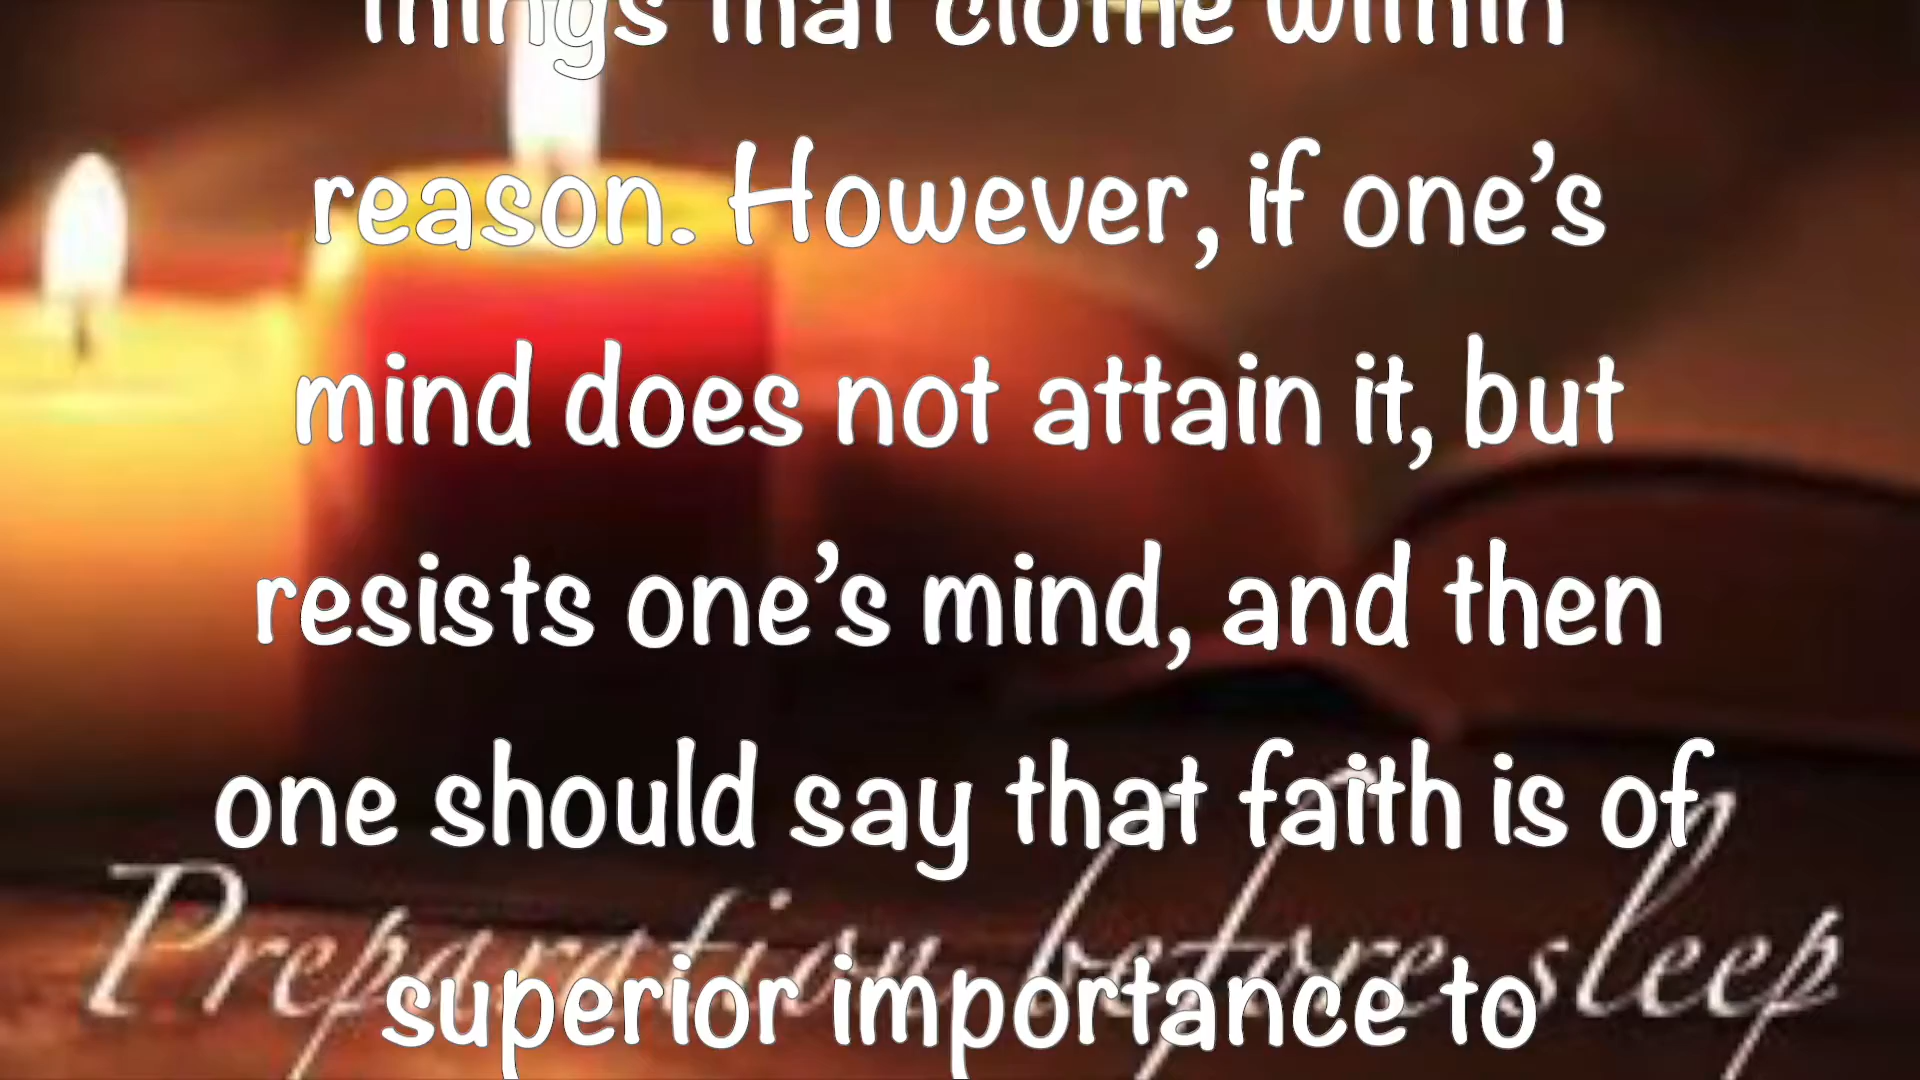 things that clothe within
reason. However, if one’s
mind does not attain it, but
resists one’s mind, and then
one should say that faith is of
Preparation before sleep
superior importance to